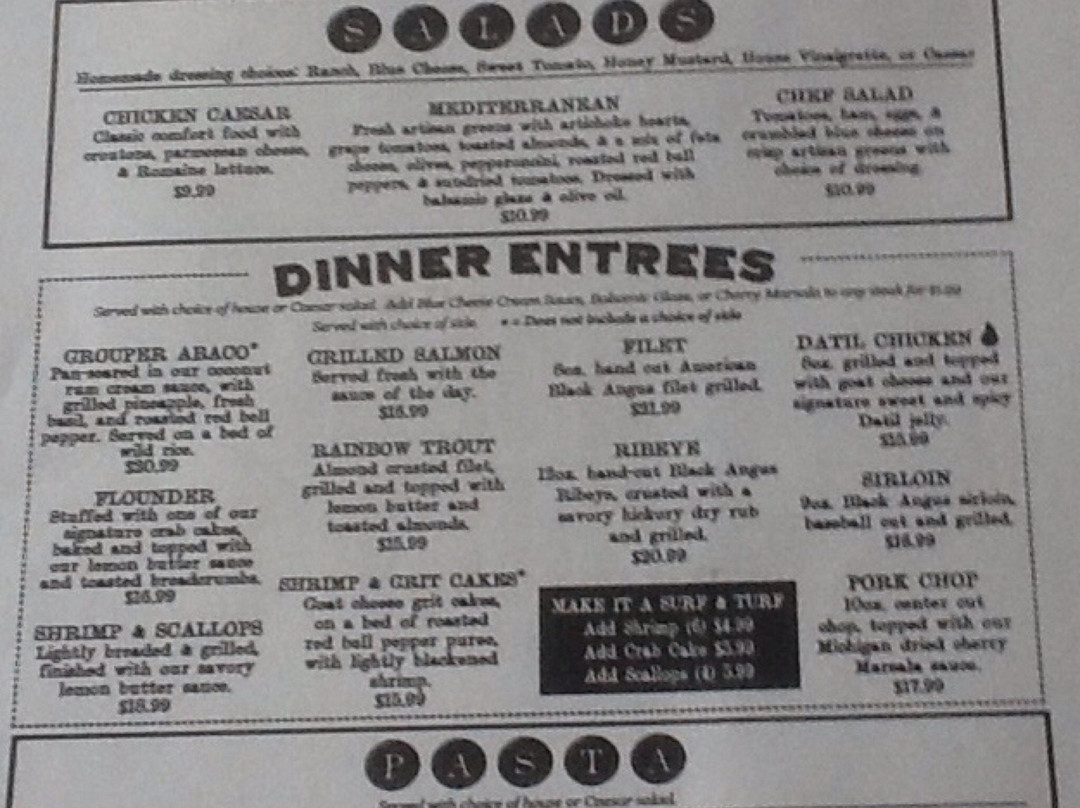 SALADS
Homemade dressing choices: Ranch, Blue Cheese, Sweet Tomato, Honey Mustard, House Vinaigrette, or Caesar
CHICKEN CAESAR
Classic comfort food with
croutons, parmesan cheese,
& Romaine lettuce.
$9.99
MEDITERRANEAN
Fresh artisan greens with artichoke hearts,
grape tomatoes, toasted almonds, & a mix of feta
cheese, olives, pepperoncini, roasted red bell
peppers, & sundried tomatoes. Dressed with
balsamic glaze & olive oil.
$10.99
CHEF SALAD
Tomatoes, ham, eggs, &
crumbled blue cheese on
crisp artisan greens with
choice of dressing.
$10.99
DINNER ENTREES
Served with choice of house or Caesar salad. Add Blue Cheese Cream Sauce, Balsamic Glaze, or Cherry Marsala to any steak for
Served with choice of side. * = Does not include a choice of side
GROUPER ABACO*
Pan-seared in our coconut
rum cream sauce, with
grilled pineapple, fresh
basil, and roasted red bell
pepper. Served on a bed of
wild rice.
$20.99
FLOUNDER
Stuffed with one of our
signature crab cakes,
baked and topped with
our lemon butter sauce
and toasted breadcrumbs.
$16.99
SHRIMP & SCALLOPS
Lightly breaded & grilled,
finished with our savory
lemon butter sauce.
$18.99
GRILLED SALMON
Served fresh with the
sauce of the day.
$16.99
RAINBOW TROUT
Almond crusted filet,
grilled and topped with
lemon butter and
toasted almonds.
$15.99
SHRIMP & GRIT CAKES*
Goat cheese grit cakes,
on a bed of roasted
red bell pepper puree,
with lightly blackened
shrimp.
$15.99
FILET
hand cut American
Black Angus filet grilled.
$21.99
RIBEYE
hand-cut Black Angus
Ribeye, crusted with a
savory hickory dry rub
and grilled.
$20.99
MAKE IT A SURF & TURF
Add Shrimp (6) $4.99
Add Crab Cake $5.99
Add Scallops (4) 5.99
DATIL CHICKEN
8oz. grilled and topped
with goat cheese and our
signature sweet and spicy
Datil jelly.
$15.99
SIRLOIN
9oz. Black Angus sirloin,
baseball cut and grilled.
$16.99
PORK CHOP
10oz. center cut
chop, topped with our
Michigan dried cherry
Marsala sauce.
$17.99
PASTA
Served with choice of house or Caesar salad.